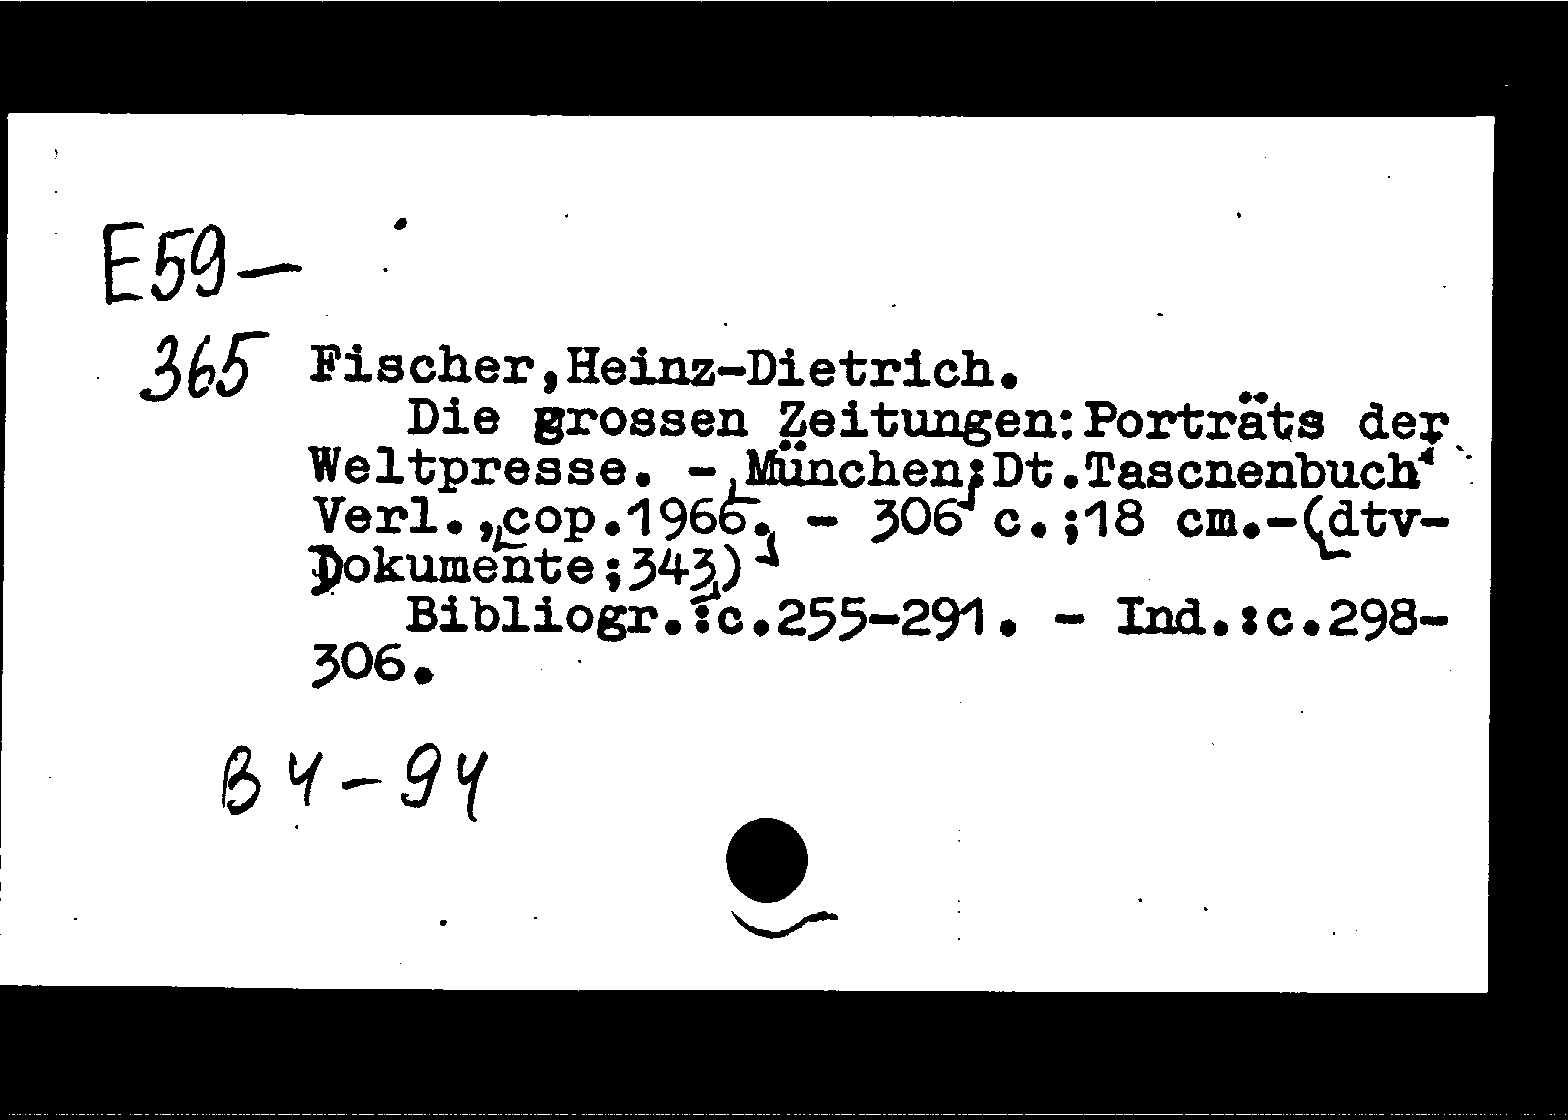 E59-
365 Fischer,Heinz-Dietrich.
Die grossen Zeitungen:Porträts der
Weltpresse. - [München]:Dt.Taschenbuch
Verl.,[cop.1966.] - 306 c.;18 cm.-([dtv-
Dokumente;343])
Bibliogr.:c.255-291. - Ind.:c.298-
306.
B 4-94